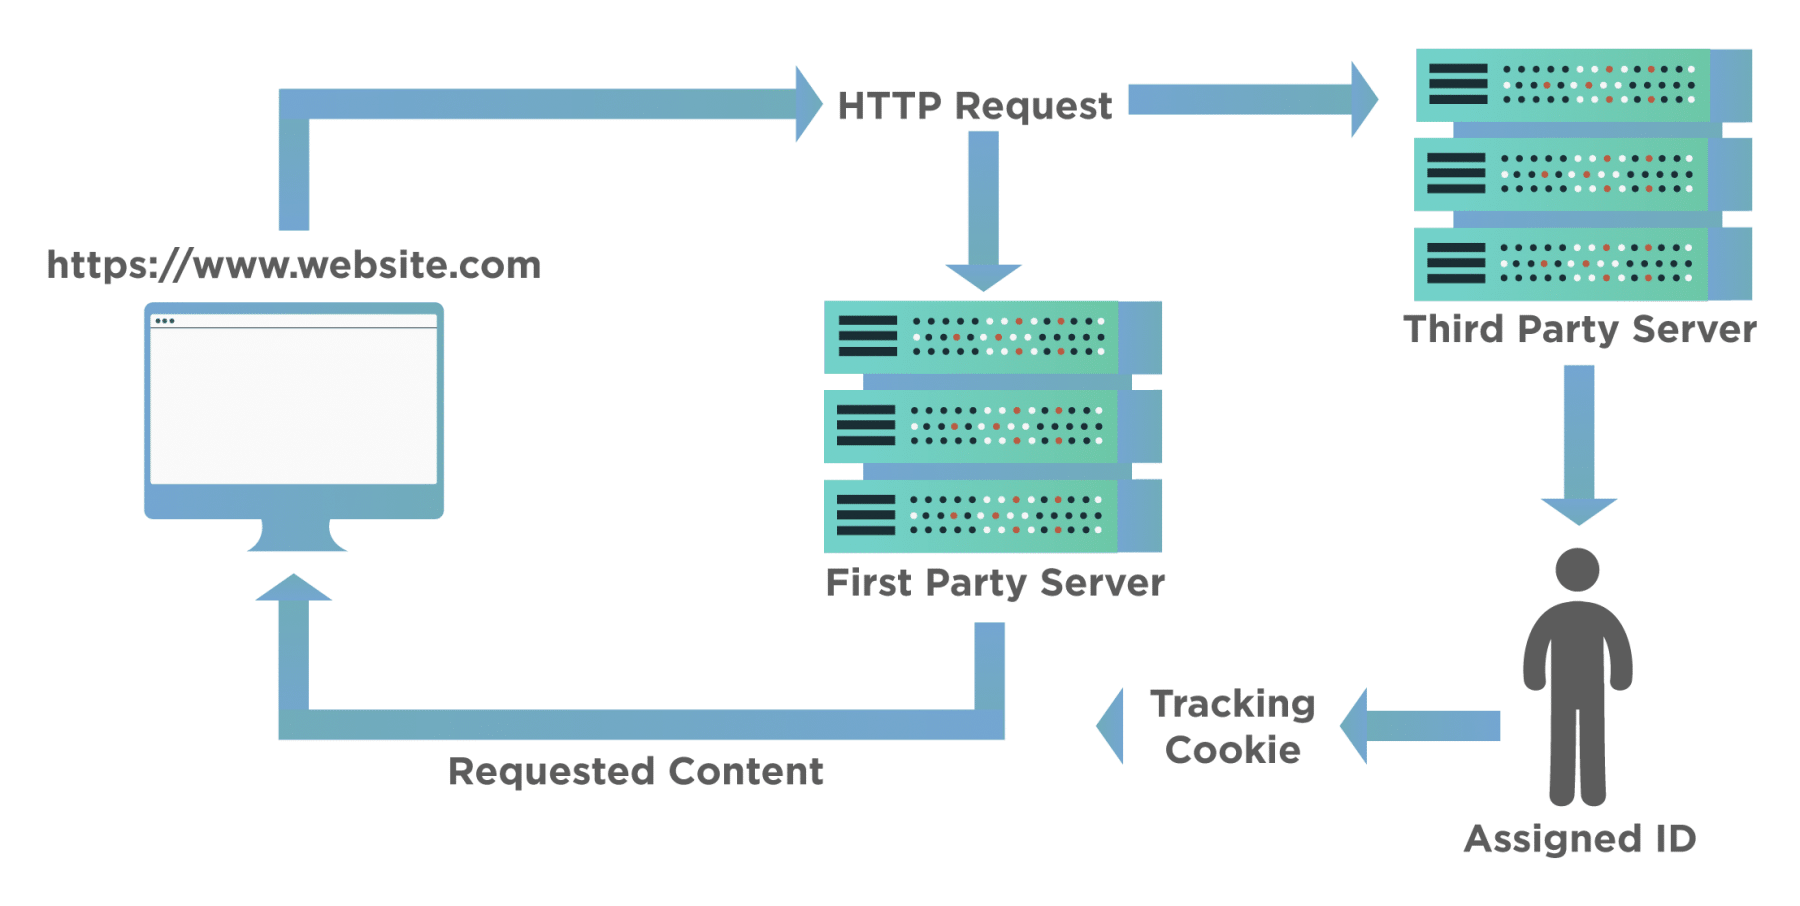 HTTP Request
https://www.website.com
Third Party Server
First Party Server
Tracking
Cookie
Requested Content
Assigned ID